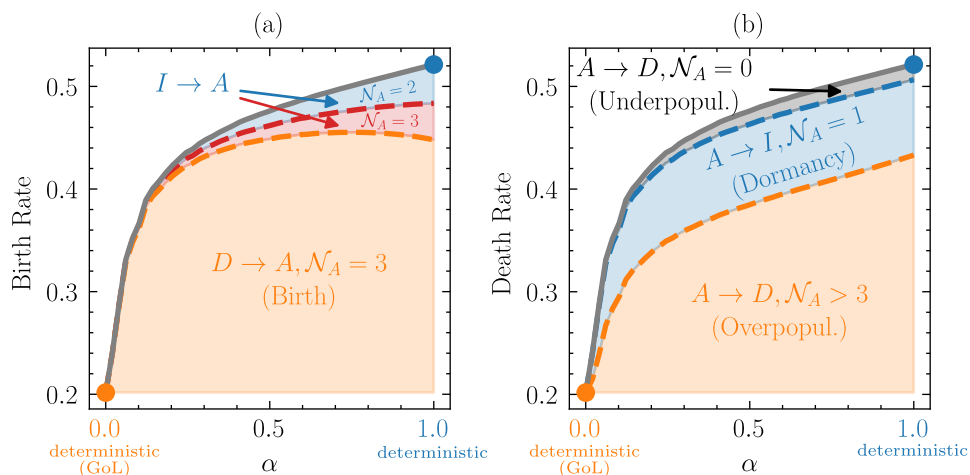 (a)
I → A
𝒩_A = 2
𝒩_A = 3
D → A, 𝒩_A = 3
(Birth)
Birth Rate
0.5
0.4
0.3
0.2
0.0
0.5
1.0
deterministic
(GoL)
α
deterministic
(b)
A → D, 𝒩_A = 0
(Underpopul.)
A → I, 𝒩_A = 1
(Dormancy)
A → D, 𝒩_A > 3
(Overpopul.)
Death Rate
0.5
0.4
0.3
0.2
0.0
0.5
1.0
deterministic
(GoL)
α
deterministic